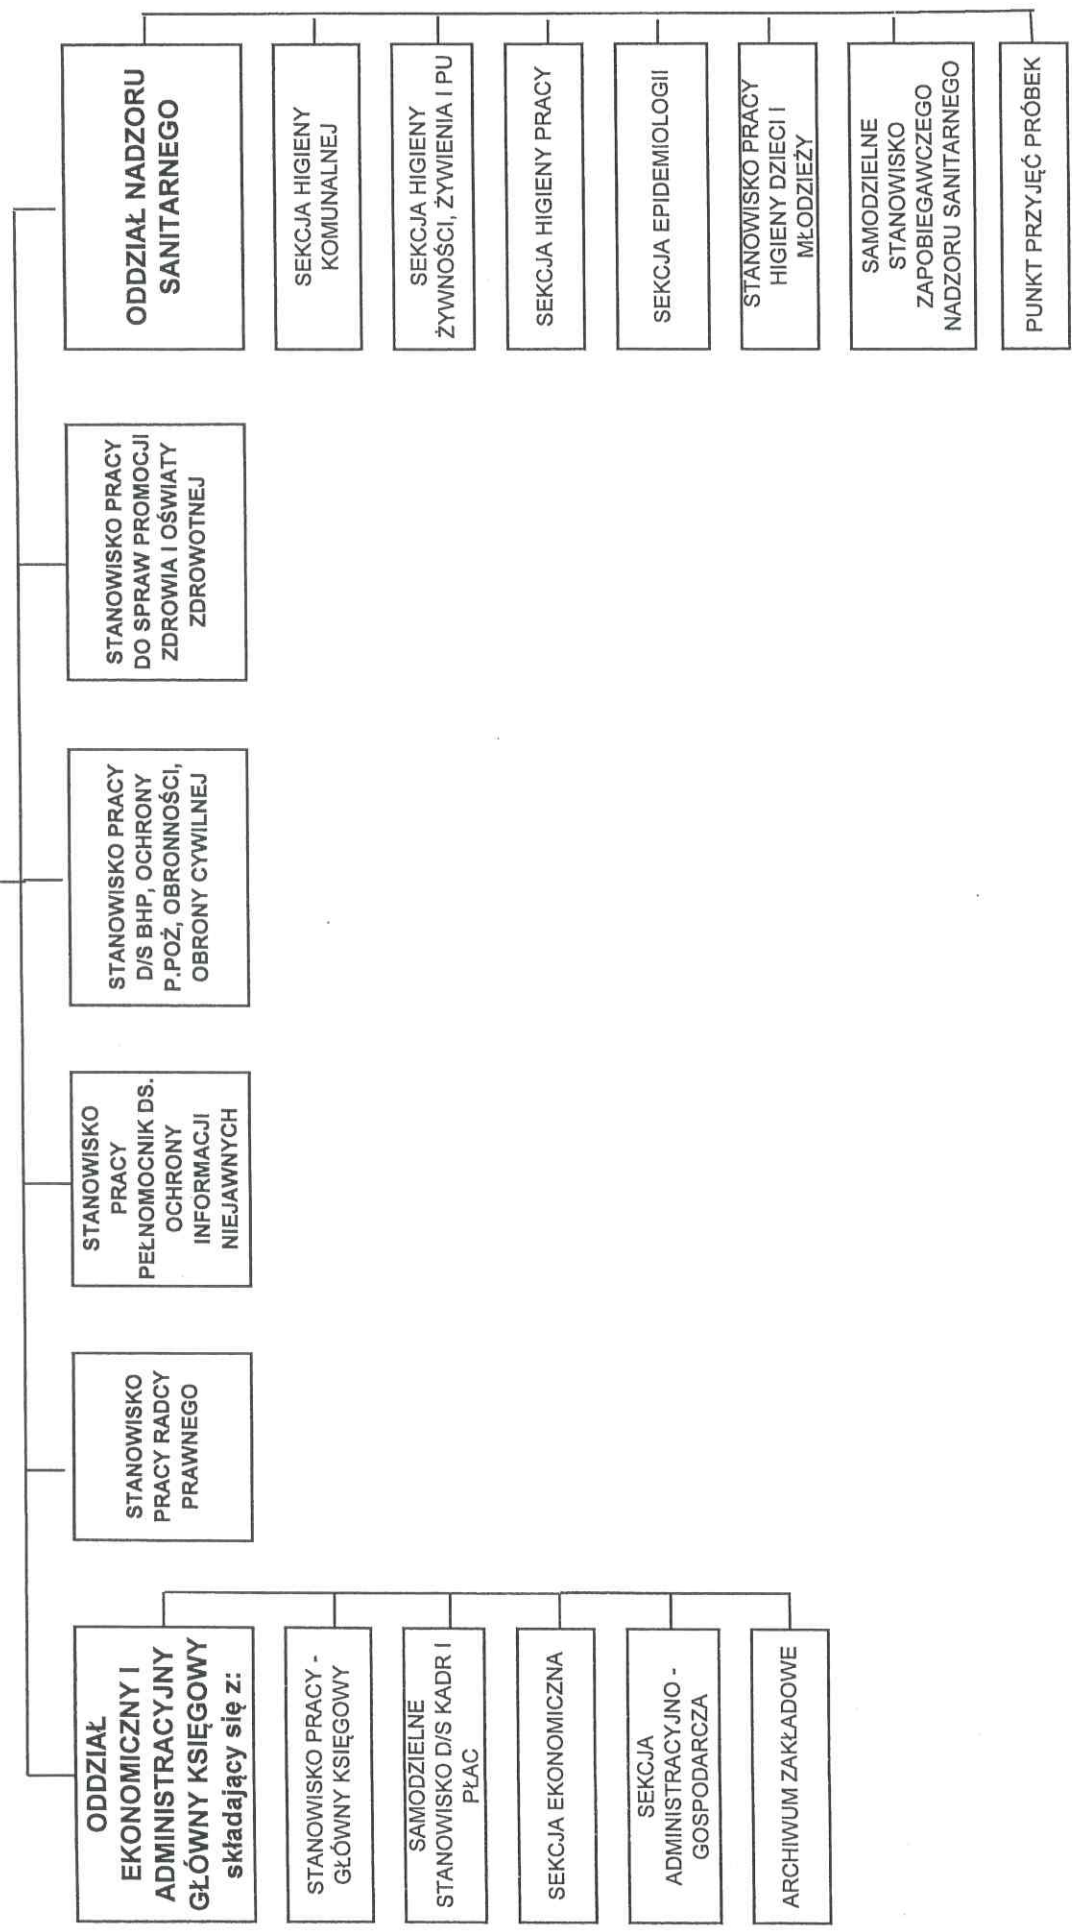 ODDZIAŁ
EKONOMICZNY I
ADMINISTRACYJNY
GŁÓWNY KSIĘGOWY
składający się z:
STANOWISKO PRACY -
GŁÓWNY KSIĘGOWY
SAMODZIELNE
STANOWISKO D/S KADR I
PŁAC
SEKCJA EKONOMICZNA
SEKCJA
ADMINISTRACYJNO -
GOSPODARCZA
ARCHIWUM ZAKŁADOWE
STANOWISKO
PRACY RADCY
PRAWNEGO
STANOWISKO
PRACY
PEŁNOMOCNIK DS.
OCHRONY
INFORMACJI
NIEJAWNYCH
STANOWISKO PRACY
D/S BHP, OCHRONY
P.POŻ, OBRONNOŚCI,
OBRONY CYWILNEJ
STANOWISKO PRACY
DO SPRAW PROMOCJI
ZDROWIA I OŚWIATY
ZDROWOTNEJ
ODDZIAŁ NADZORU
SANITARNEGO
SEKCJA HIGIENY
KOMUNALNEJ
SEKCJA HIGIENY
ŻYWNOŚCI, ŻYWIENIA I PU
SEKCJA HIGIENY PRACY
SEKCJA EPIDEMIOLOGII
STANOWISKO PRACY
HIGIENY DZIECI I
MŁODZIEŻY
SAMODZIELNE
STANOWISKO
ZAPOBIEGAWCZEGO
NADZORU SANITARNEGO
PUNKT PRZYJĘĆ PRÓBEK